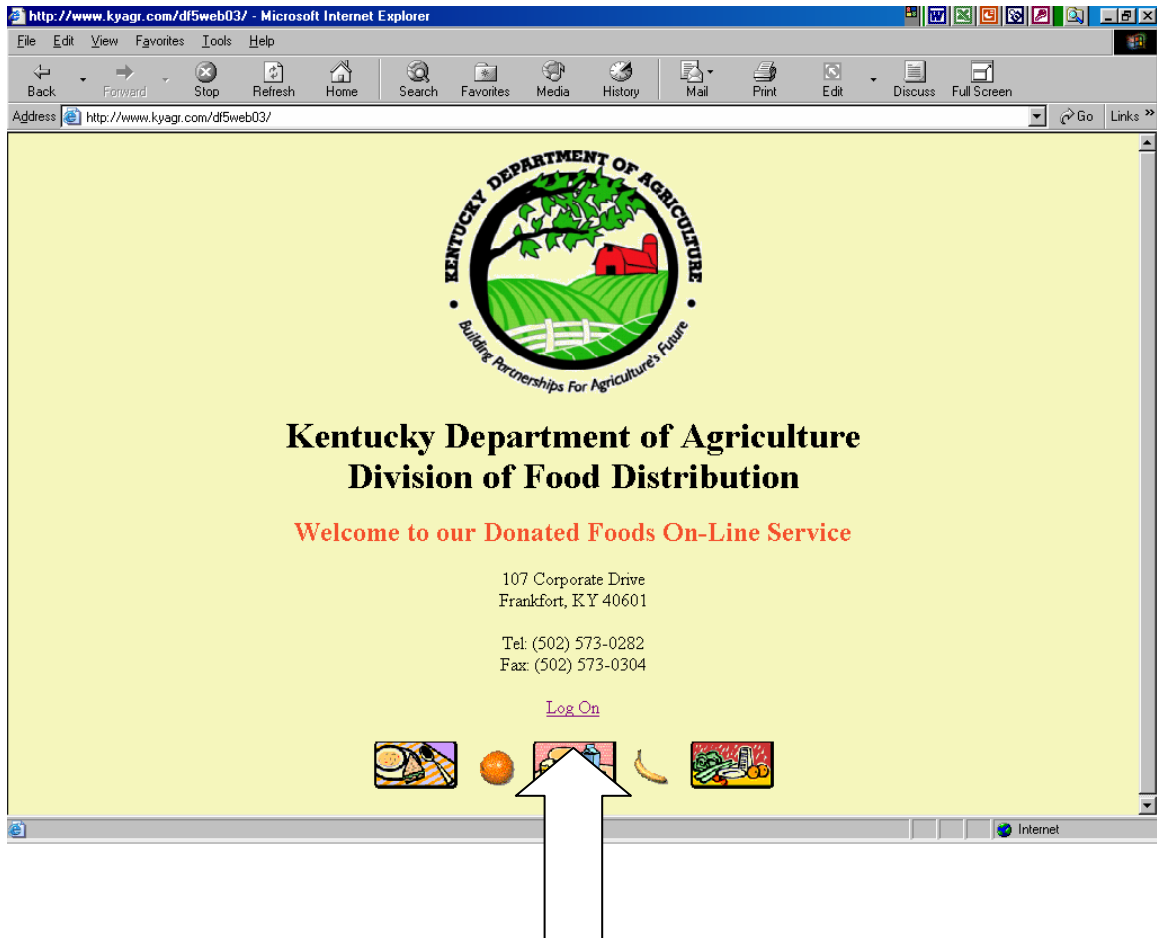 http://www.kyagr.com/df5web03/ - Microsoft Internet Explorer
File Edit View Favorites Tools Help
Back Forward Stop Refresh Home Search Favorites Media History Mail Print Edit Discuss Full Screen
Address http://www.kyagr.com/df5web03/ Go Links »
KENTUCKY DEPARTMENT OF AGRICULTURE
• Building Partnerships For Agriculture's Future •
Kentucky Department of Agriculture
Division of Food Distribution
Welcome to our Donated Foods On-Line Service
107 Corporate Drive
Frankfort, KY 40601
Tel: (502) 573-0282
Fax: (502) 573-0304
Log On
Internet